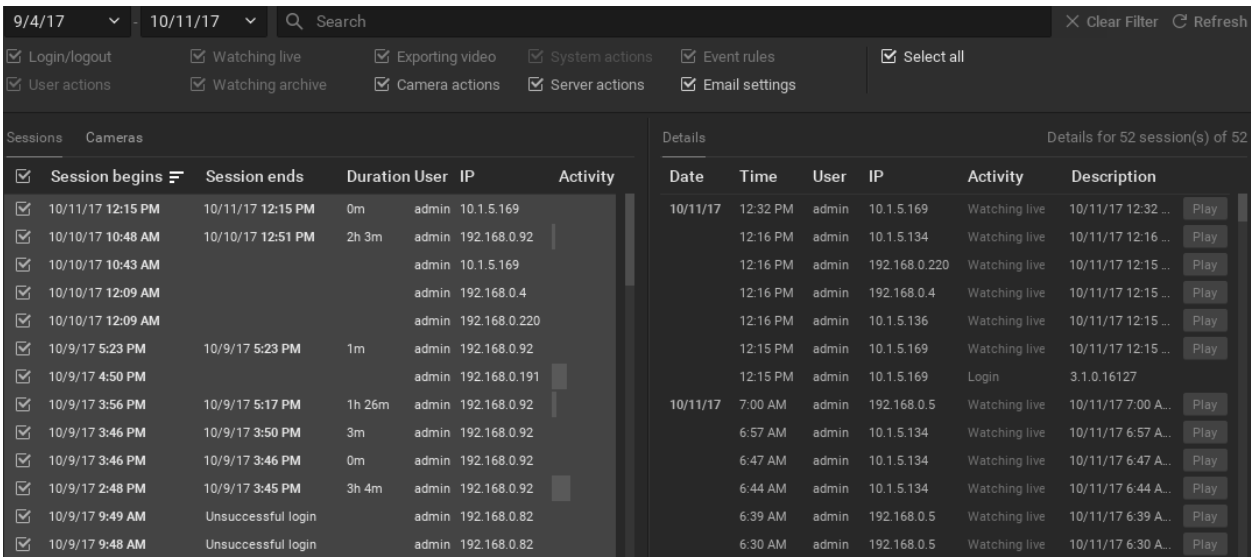 9/4/17 - 10/11/17 Search Clear Filter Refresh
Login/logout Watching live Exporting video System actions Event rules Select all
User actions Watching archive Camera actions Server actions Email settings
Sessions Cameras
Session begins Session ends Duration User IP Activity
10/11/17 12:15 PM 10/11/17 12:15 PM 0m admin 10.1.5.169
10/10/17 10:48 AM 10/10/17 12:51 PM 2h 3m admin 192.168.0.92
10/10/17 10:43 AM admin 10.1.5.169
10/10/17 12:09 AM admin 192.168.0.4
10/10/17 12:09 AM admin 192.168.0.220
10/9/17 5:23 PM 10/9/17 5:23 PM 1m admin 192.168.0.92
10/9/17 4:50 PM admin 192.168.0.191
10/9/17 3:56 PM 10/9/17 5:17 PM 1h 26m admin 192.168.0.92
10/9/17 3:46 PM 10/9/17 3:50 PM 3m admin 192.168.0.92
10/9/17 3:46 PM 10/9/17 3:46 PM 0m admin 192.168.0.92
10/9/17 2:48 PM 10/9/17 3:45 PM 3h 4m admin 192.168.0.92
10/9/17 9:49 AM Unsuccessful login admin 192.168.0.82
10/9/17 9:48 AM Unsuccessful login admin 192.168.0.82
Details Details for 52 session(s) of 52
Date Time User IP Activity Description
10/11/17 12:32 PM admin 10.1.5.169 Watching live 10/11/17 12:32 ... Play
12:16 PM admin 10.1.5.134 Watching live 10/11/17 12:16 ... Play
12:16 PM admin 192.168.0.220 Watching live 10/11/17 12:15 ... Play
12:16 PM admin 192.168.0.4 Watching live 10/11/17 12:15 ... Play
12:16 PM admin 10.1.5.136 Watching live 10/11/17 12:15 ... Play
12:15 PM admin 10.1.5.169 Watching live 10/11/17 12:15 ... Play
12:15 PM admin 10.1.5.169 Login 3.1.0.16127
10/11/17 7:00 AM admin 192.168.0.5 Watching live 10/11/17 7:00 A... Play
6:57 AM admin 10.1.5.134 Watching live 10/11/17 6:57 A... Play
6:47 AM admin 10.1.5.134 Watching live 10/11/17 6:47 A... Play
6:44 AM admin 10.1.5.134 Watching live 10/11/17 6:44 A... Play
6:39 AM admin 192.168.0.5 Watching live 10/11/17 6:39 A... Play
6:30 AM admin 192.168.0.5 Watching live 10/11/17 6:30 A... Play